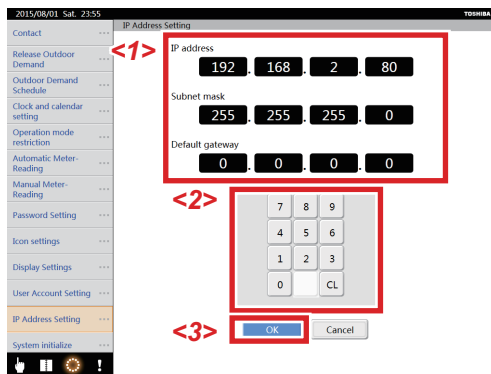 2015/08/01 Sat. 23:55
TOSHIBA
IP Address Setting
Contact
Release Outdoor
Demand
Outdoor Demand
Schedule
Clock and calendar
setting
Operation mode
restriction
Automatic Meter-
Reading
Manual Meter-
Reading
Password Setting
Icon settings
Display Settings
User Account Setting
IP Address Setting
System initialize
<1>
IP address
192 . 168 . 2 . 80
Subnet mask
255 . 255 . 255 . 0
Default gateway
0 . 0 . 0 . 0
<2>
7 8 9
4 5 6
1 2 3
0 CL
<3>
OK Cancel